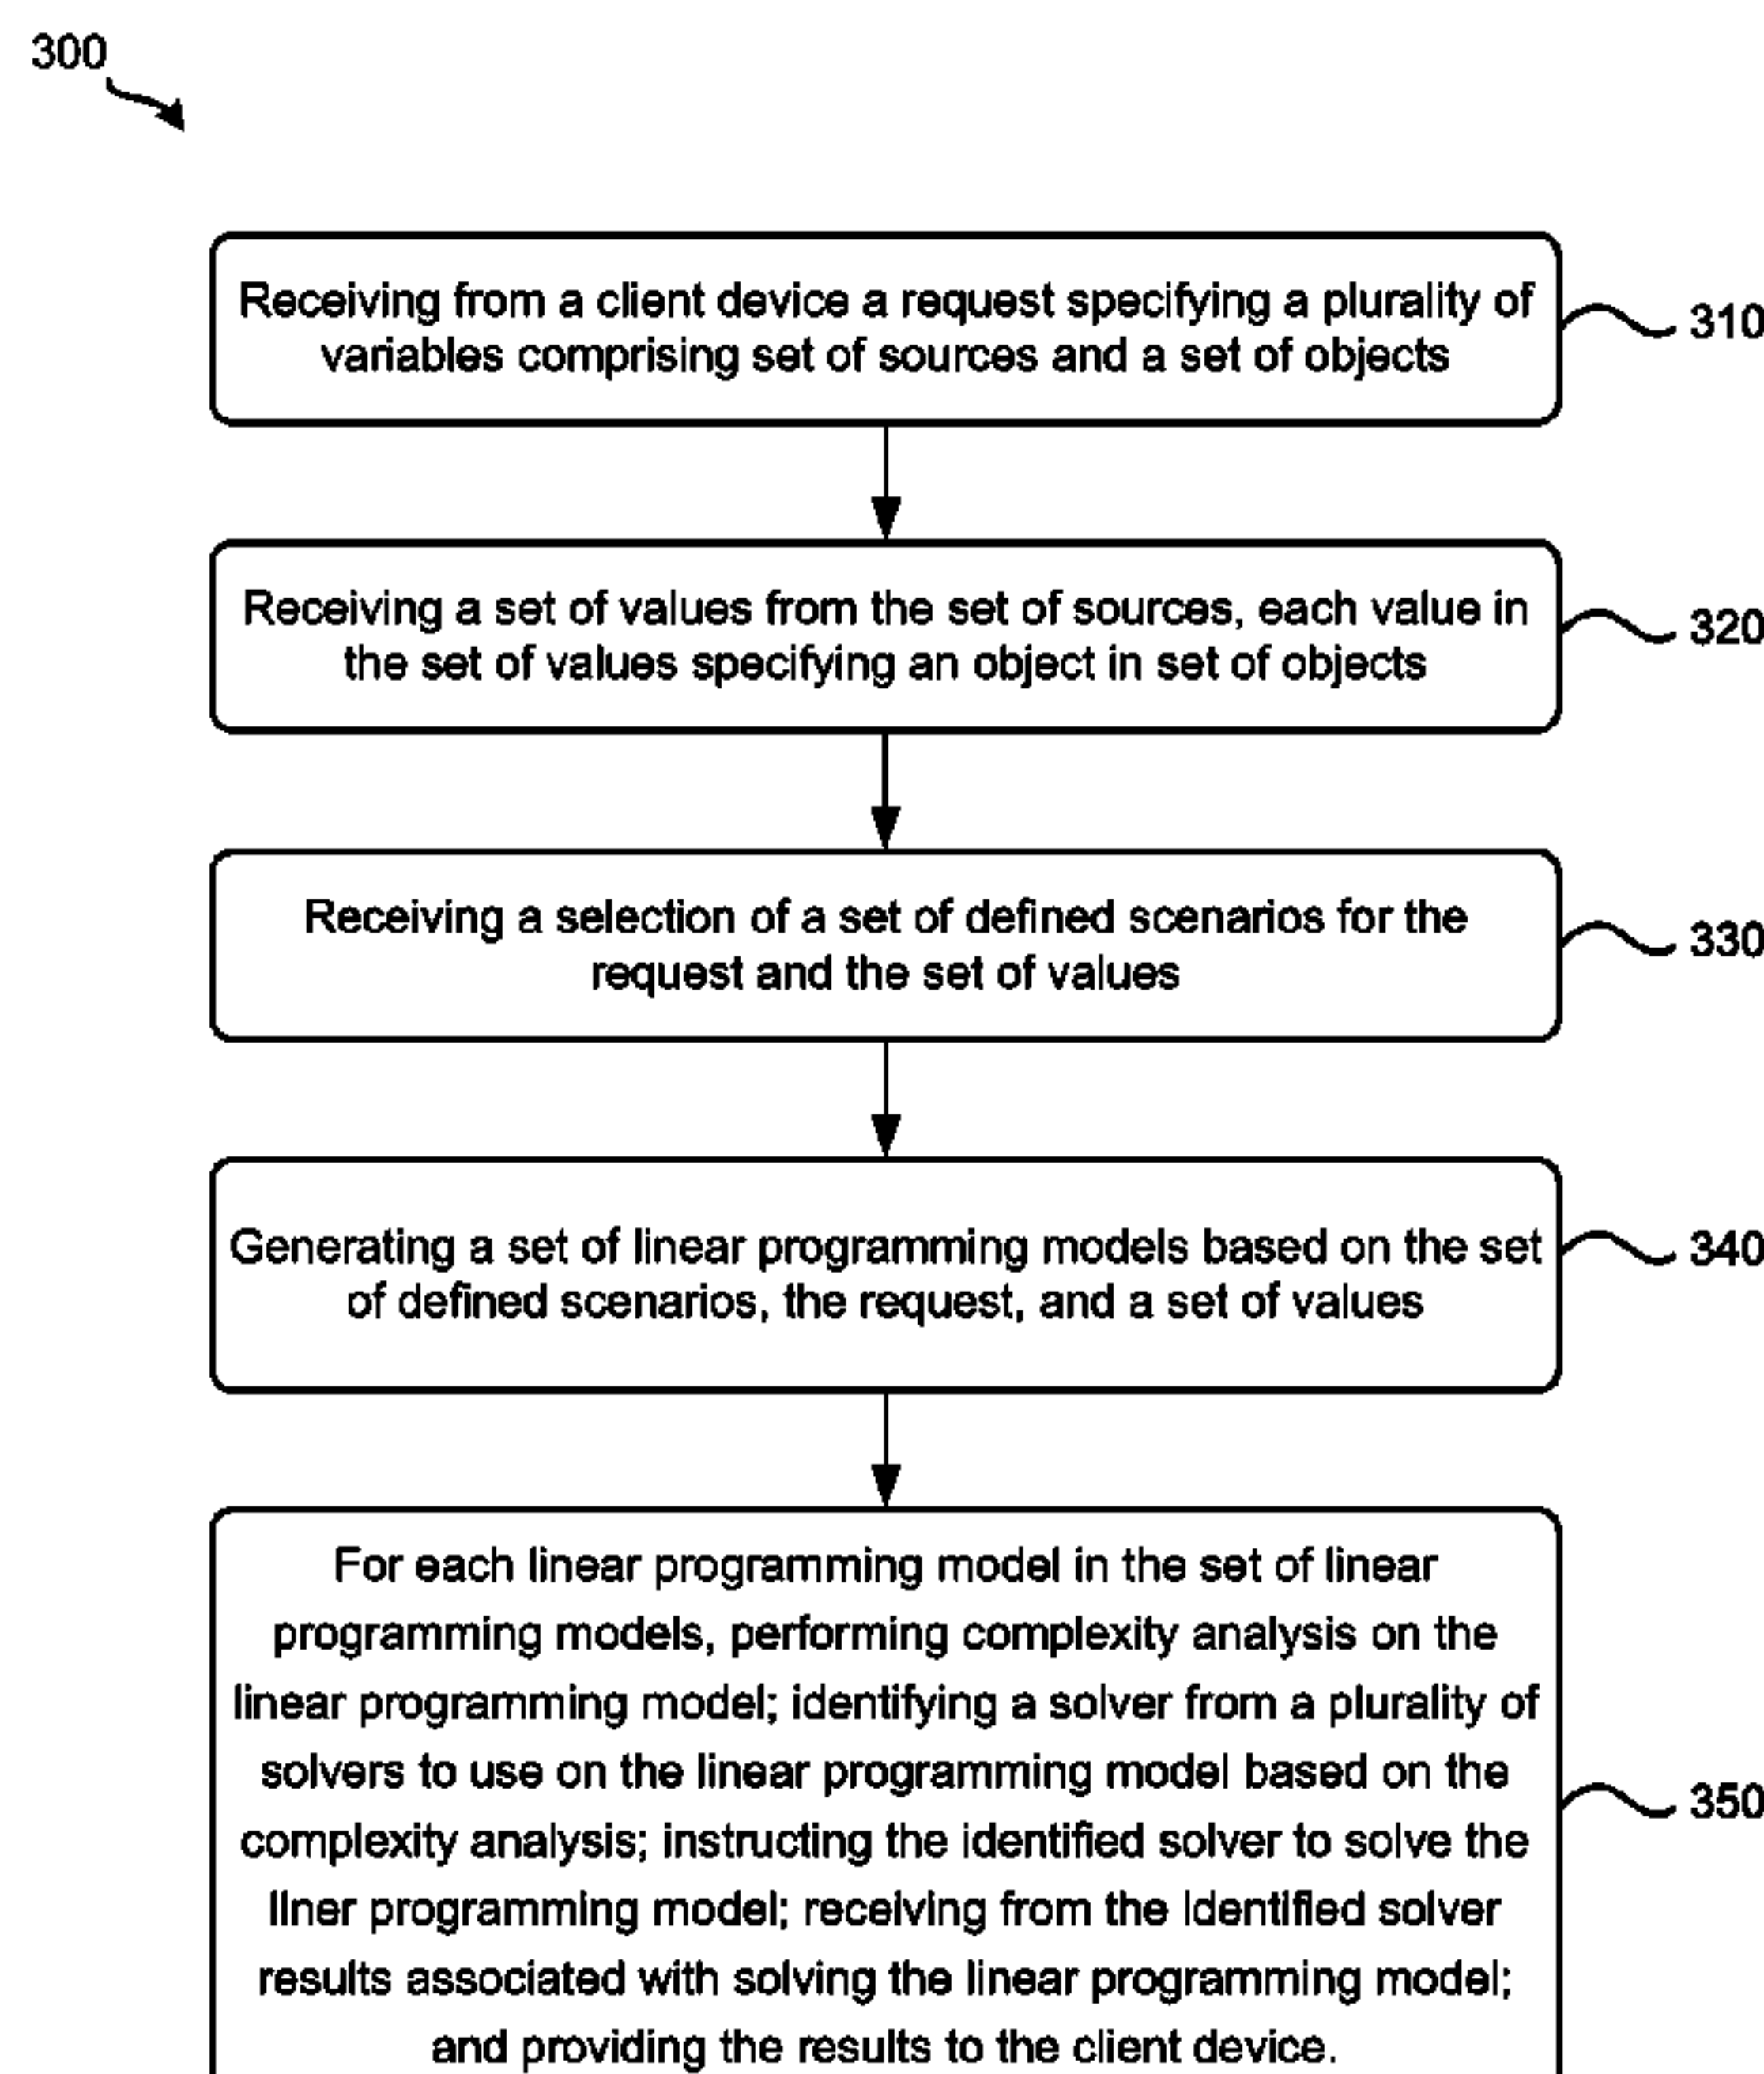 300
Receiving from a client device a request specifying a plurality of
variables comprising set of sources and a set of objects
310
Receiving a set of values from the set of sources, each value in
the set of values specifying an object in set of objects
320
Receiving a selection of a set of defined scenarios for the
request and the set of values
330
Generating a set of linear programming models based on the set
of defined scenarios, the request, and a set of values
340
For each linear programming model in the set of linear
programming models, performing complexity analysis on the
linear programming model; identifying a solver from a plurality of
solvers to use on the linear programming model based on the
complexity analysis; instructing the identified solver to solve the
liner programming model; receiving from the identified solver
results associated with solving the linear programming model;
and providing the results to the client device.
350